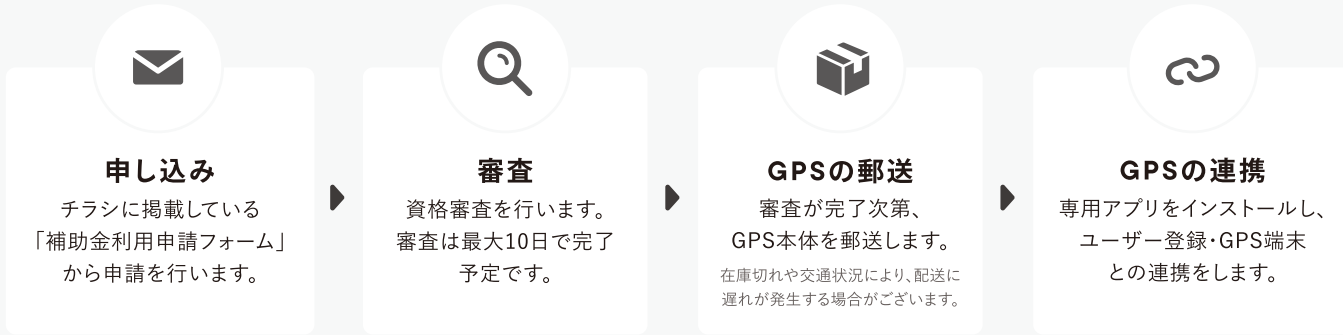 申し込み
チラシに掲載している
「補助金利用申請フォーム」
から申請を行います。
審査
資格審査を行います。
審査は最大10日で完了
予定です。
GPSの郵送
審査が完了次第、
GPS本体を郵送します。
在庫切れや交通状況により、配送に
遅れが発生する場合がございます。
GPSの連携
専用アプリをインストールし、
ユーザー登録・GPS端末
との連携をします。